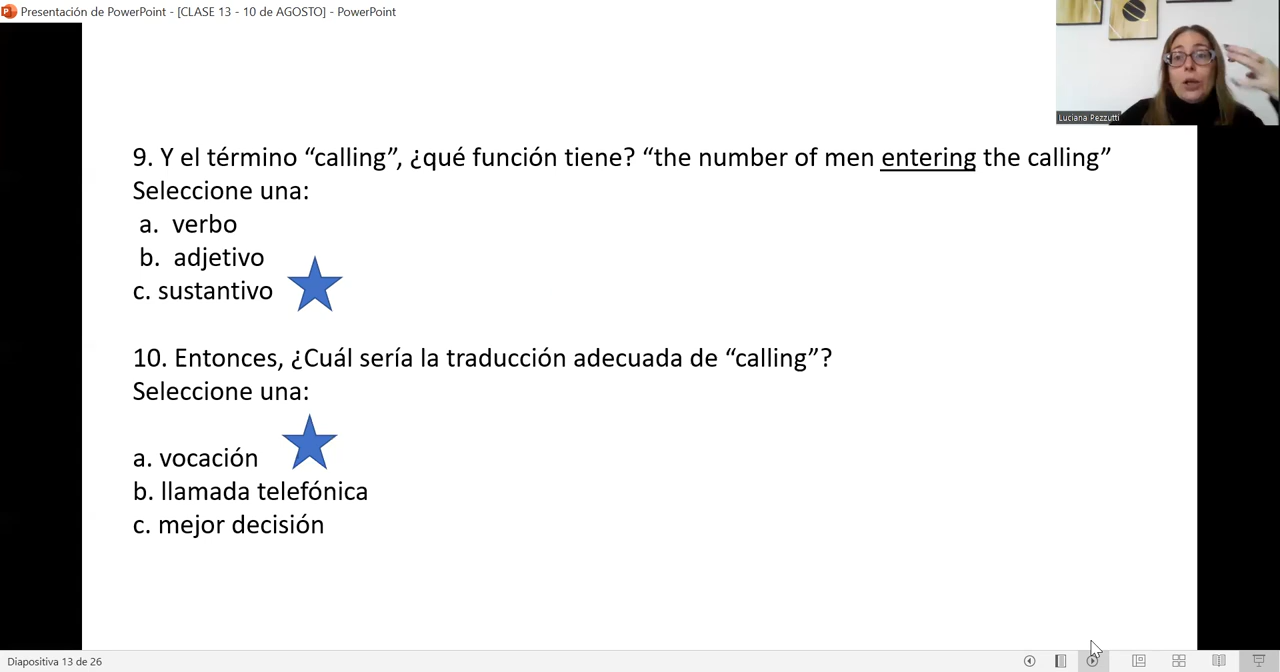 Presentación de PowerPoint - [CLASE 13 - 10 de AGOSTO] - PowerPoint
Luciana Pezzutti
9. Y el término “calling”, ¿qué función tiene? “the number of men entering the calling”
Seleccione una:
a. verbo
b. adjetivo
c. sustantivo
10. Entonces, ¿Cuál sería la traducción adecuada de “calling”?
Seleccione una:
a. vocación
b. llamada telefónica
c. mejor decisión
Diapositiva 13 de 26